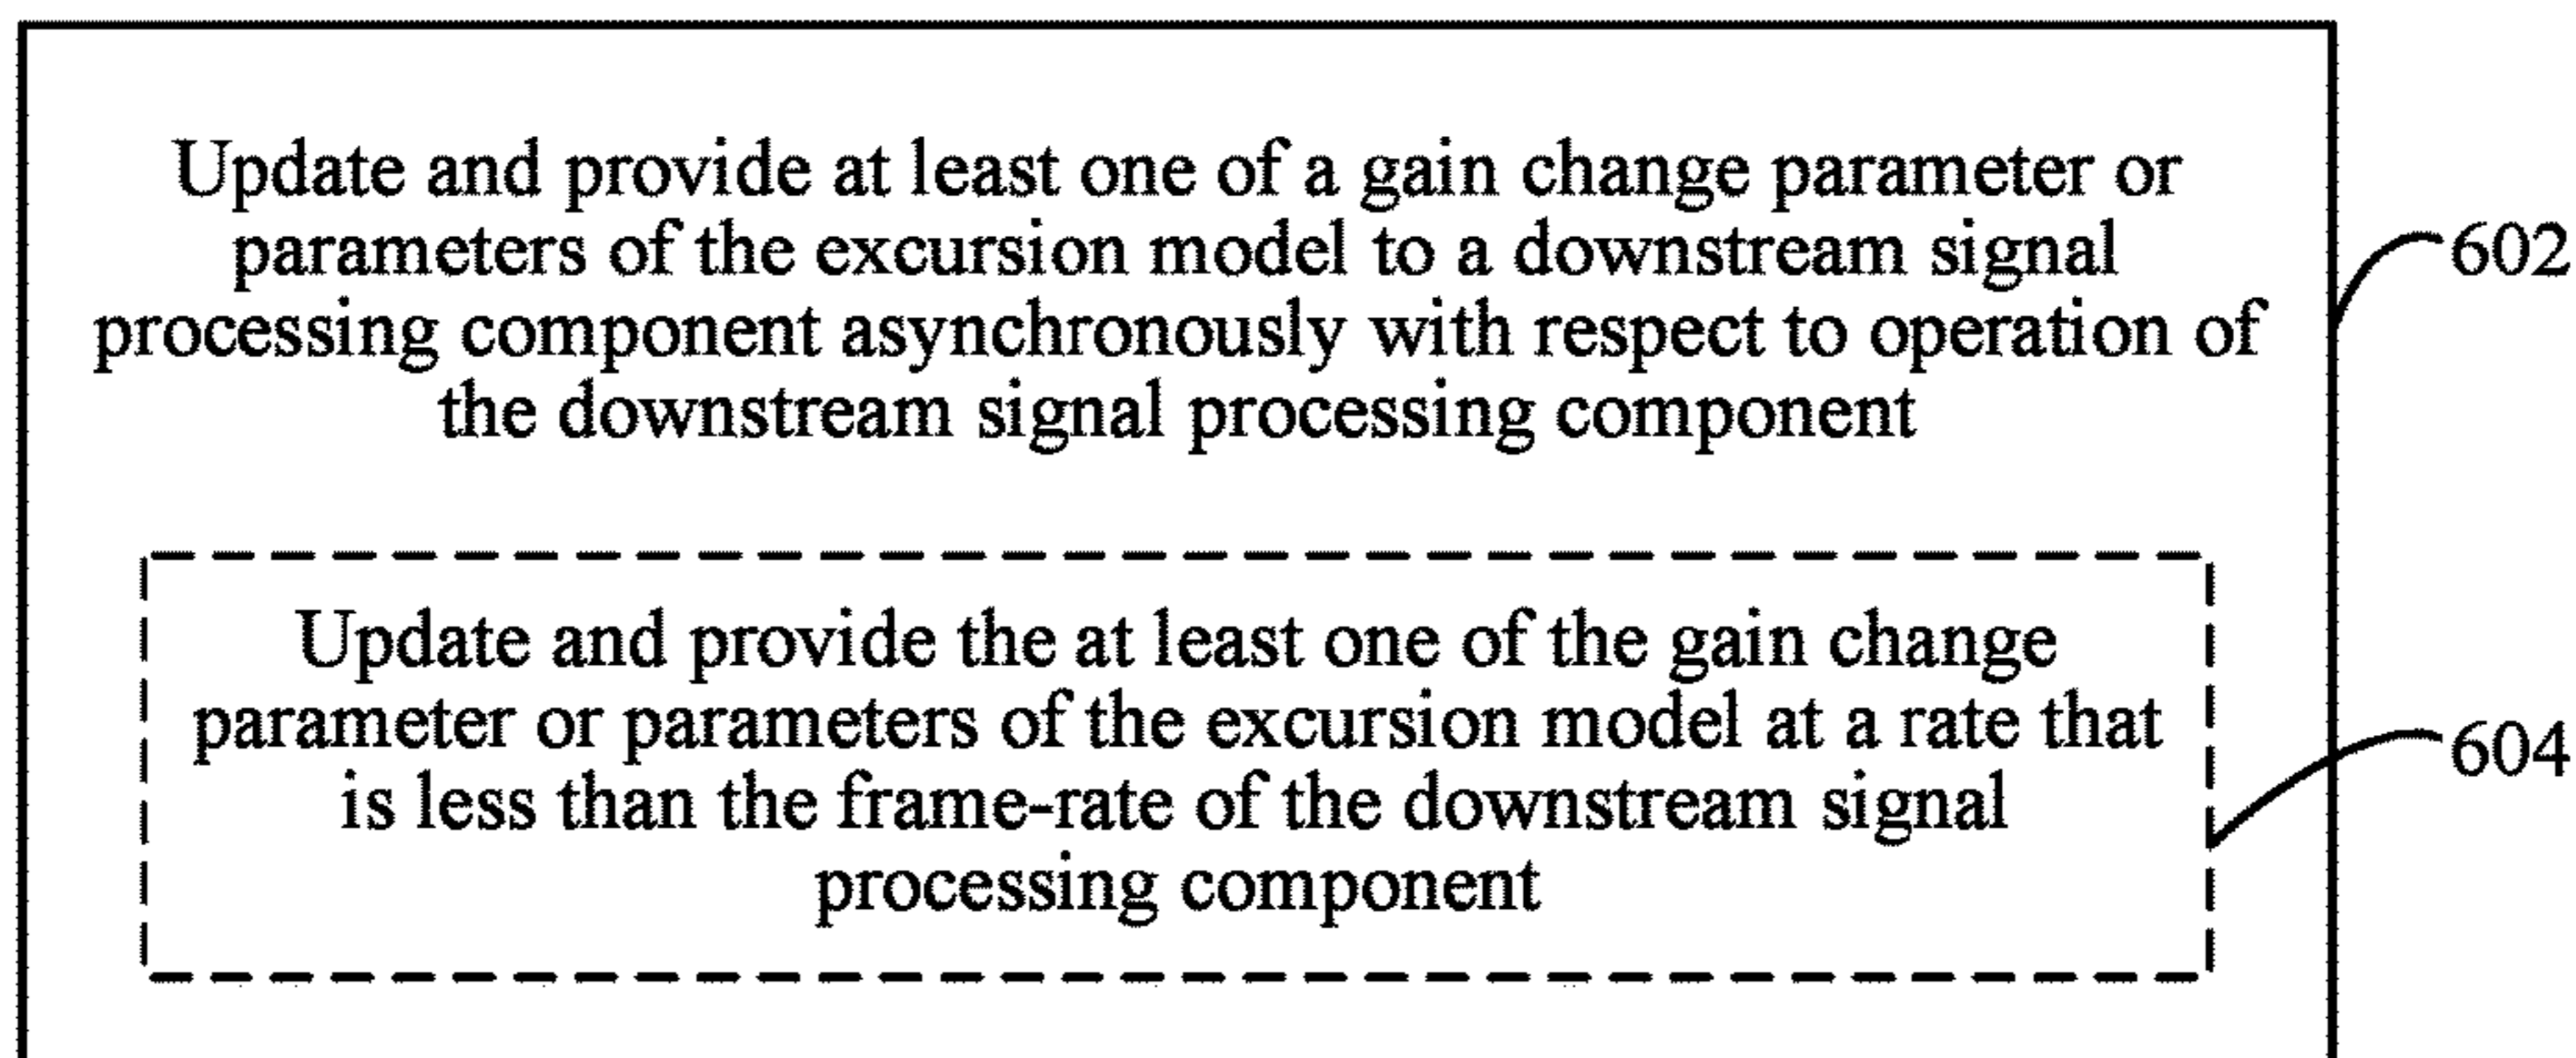 Update and provide at least one of a gain change parameter or
parameters of the excursion model to a downstream signal
processing component asynchronously with respect to operation of
the downstream signal processing component
602
Update and provide the at least one of the gain change
parameter or parameters of the excursion model at a rate that
is less than the frame-rate of the downstream signal
processing component
604